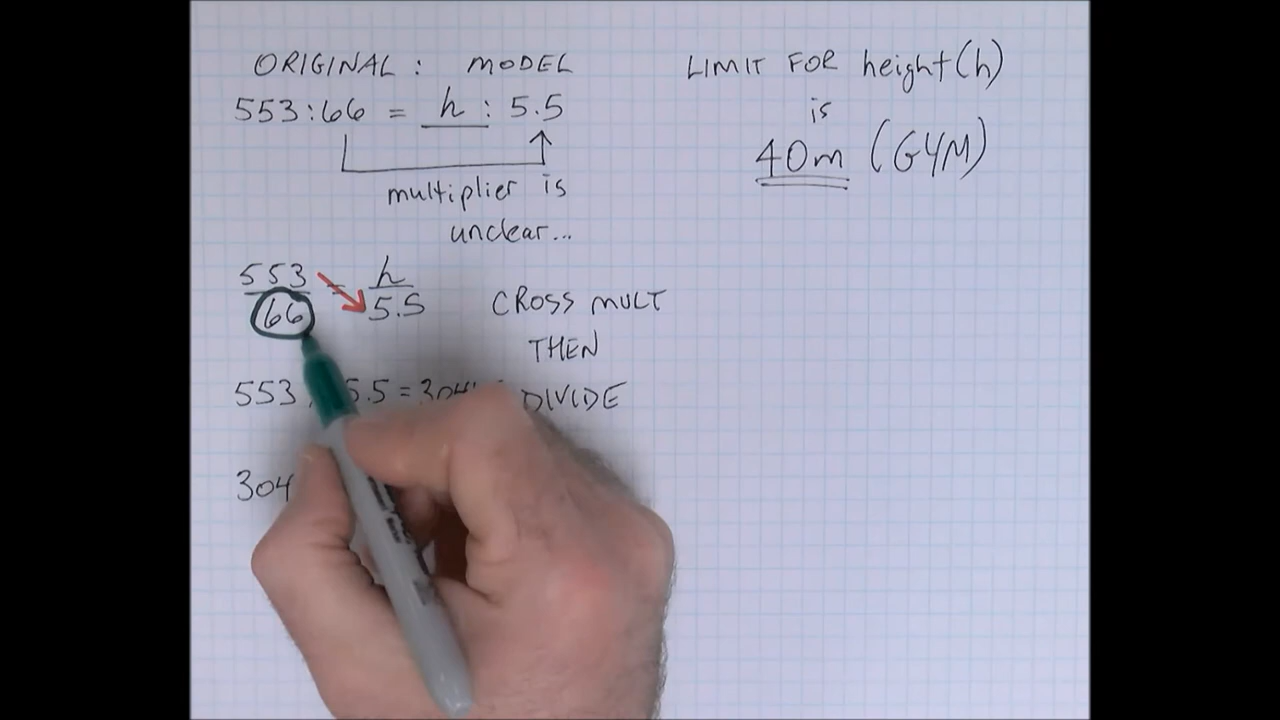 ORIGINAL : MODEL
553:66 = h : 5.5
multiplier is
unclear...
LIMIT FOR height(h)
is
40m (GYM)
553/66 = h/5.5
CROSS MULT
THEN
DIVIDE
553 5.5 = 304
304